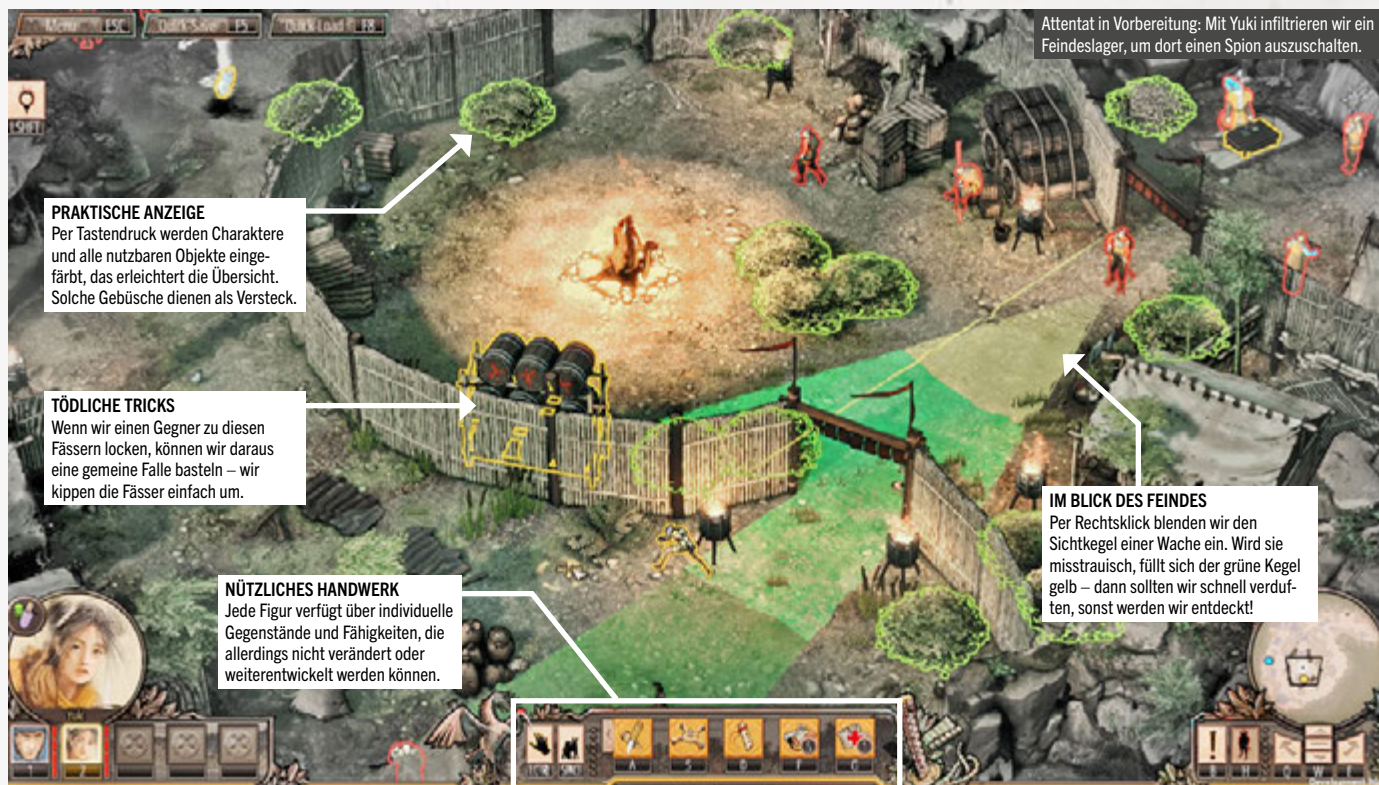 Menu ESC
Quick-Save F5
Quick-Load F8
Attentat in Vorbereitung: Mit Yuki infiltrieren wir ein
Feindeslager, um dort einen Spion auszuschalten.
SHIFT
PRAKTISCHE ANZEIGE
Per Tastendruck werden Charaktere
und alle nutzbaren Objekte einge-
färbt, das erleichtert die Übersicht.
Solche Gebüsche dienen als Versteck.
TÖDLICHE TRICKS
Wenn wir einen Gegner zu diesen
Fässern locken, können wir daraus
eine gemeine Falle basteln – wir
kippen die Fässer einfach um.
IM BLICK DES FEINDES
Per Rechtsklick blenden wir den
Sichtkegel einer Wache ein. Wird sie
misstrauisch, füllt sich der grüne Kegel
gelb – dann sollten wir schnell verduf-
ten, sonst werden wir entdeckt!
NÜTZLICHES HANDWERK
Jede Figur verfügt über individuelle
Gegenstände und Fähigkeiten, die
allerdings nicht verändert oder
weiterentwickelt werden können.
Yuki
1 2
A S D F G
H Q W E